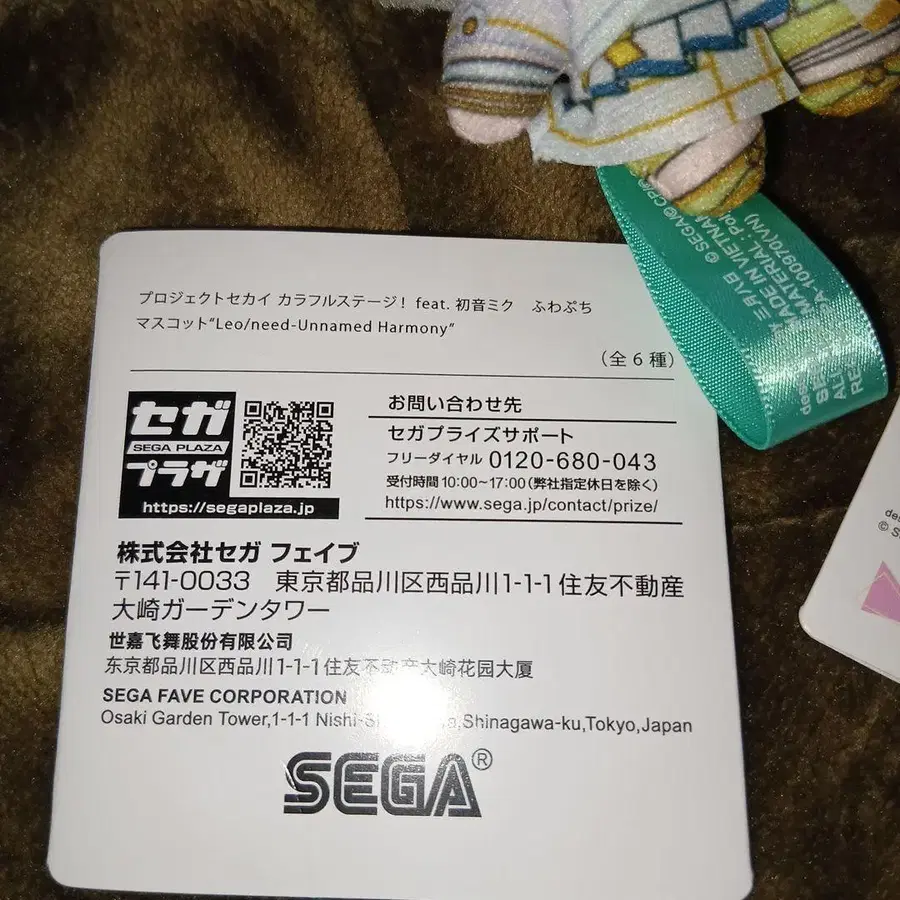 プロジェクトセカイ カラフルステージ! feat. 初音ミク ふわぷち
マスコット“Leo/need-Unnamed Harmony”
(全6種)
セガ
SEGA PLAZA
プラザ
https://segaplaza.jp
お問い合わせ先
セガプライズサポート
フリーダイヤル 0120-680-043
受付時間 10:00~17:00(弊社指定休日を除く)
https://www.sega.jp/contact/prize/
株式会社セガ フェイブ
〒141-0033 東京都品川区西品川1-1-1住友不動産
大崎ガーデンタワー
世嘉飞舞股份有限公司
东京都品川区西品川1-1-1住友不动产大崎花园大厦
SEGA FAVE CORPORATION
Osaki Garden Tower,1-1-1 Shinagawa-ku,Tokyo,Japan
SEGA®
© SEGA/©
MADE IN VIETNAM
MATERIAL:
A-100970(VN)